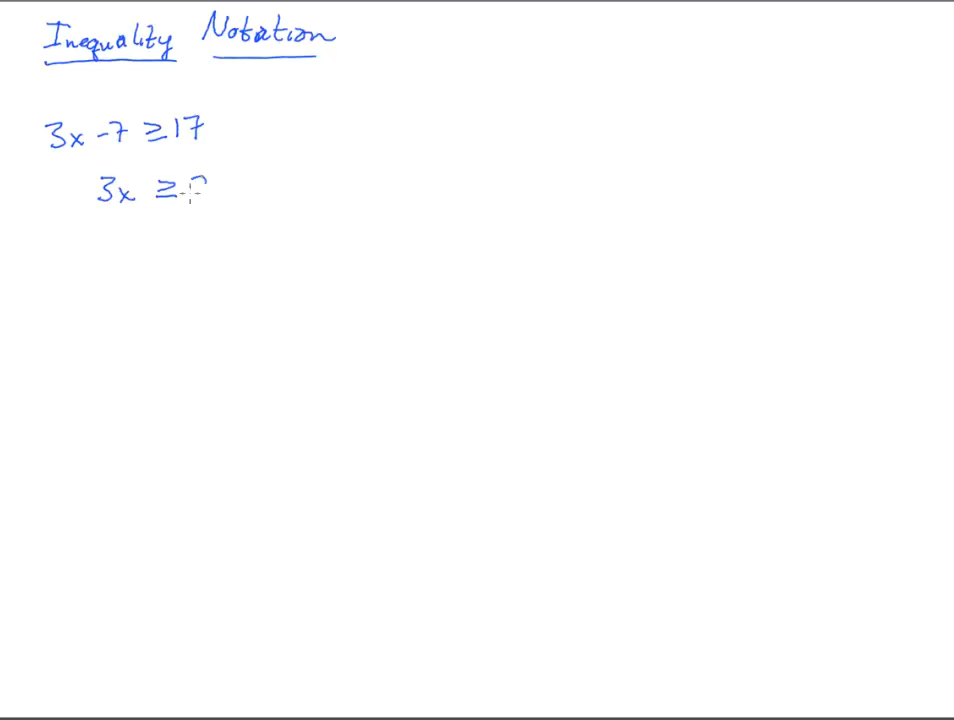 Inequality Notation
3x -7 ≥ 17
3x ≥